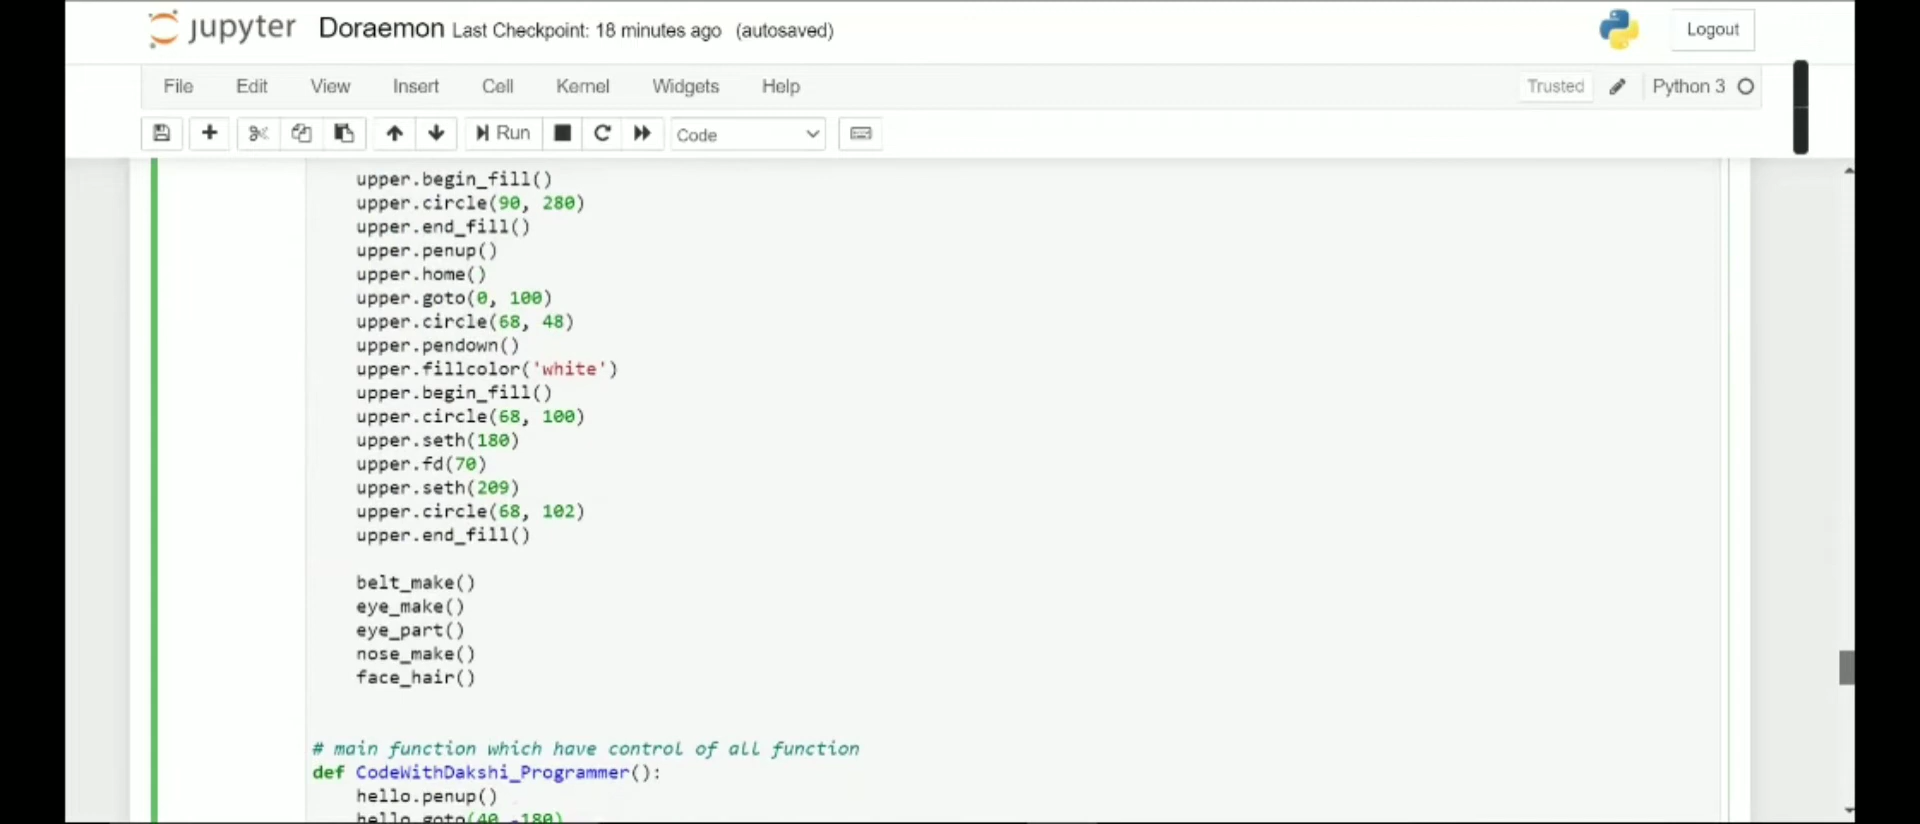 jupyter Doraemon Last Checkpoint: 18 minutes ago (autosaved) Logout
File Edit View Insert Cell Kernel Widgets Help Trusted Python 3
Run Code
upper.begin_fill()
upper.circle(90, 280)
upper.end_fill()
upper.penup()
upper.home()
upper.goto(0, 100)
upper.circle(68, 48)
upper.pendown()
upper.fillcolor('white')
upper.begin_fill()
upper.circle(68, 100)
upper.seth(180)
upper.fd(70)
upper.seth(209)
upper.circle(68, 102)
upper.end_fill()
belt_make()
eye_make()
eye_part()
nose_make()
face_hair()
# main function which have control of all function
def CodeWithDakshi_Programmer():
hello.penup()
hello.goto(40,-180)